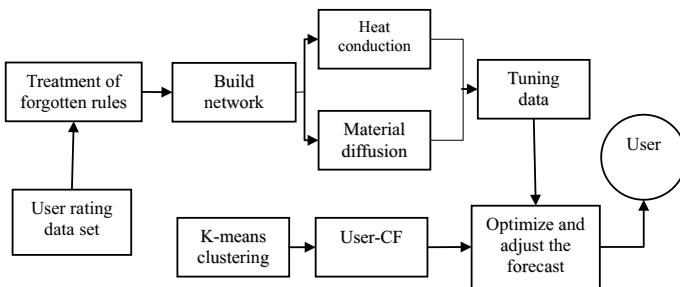 Heat
conduction
Treatment of
forgotten rules
Build
network
Tuning
data
Material
diffusion
User
User rating
data set
K-means
clustering
User-CF
Optimize and
adjust the
forecast